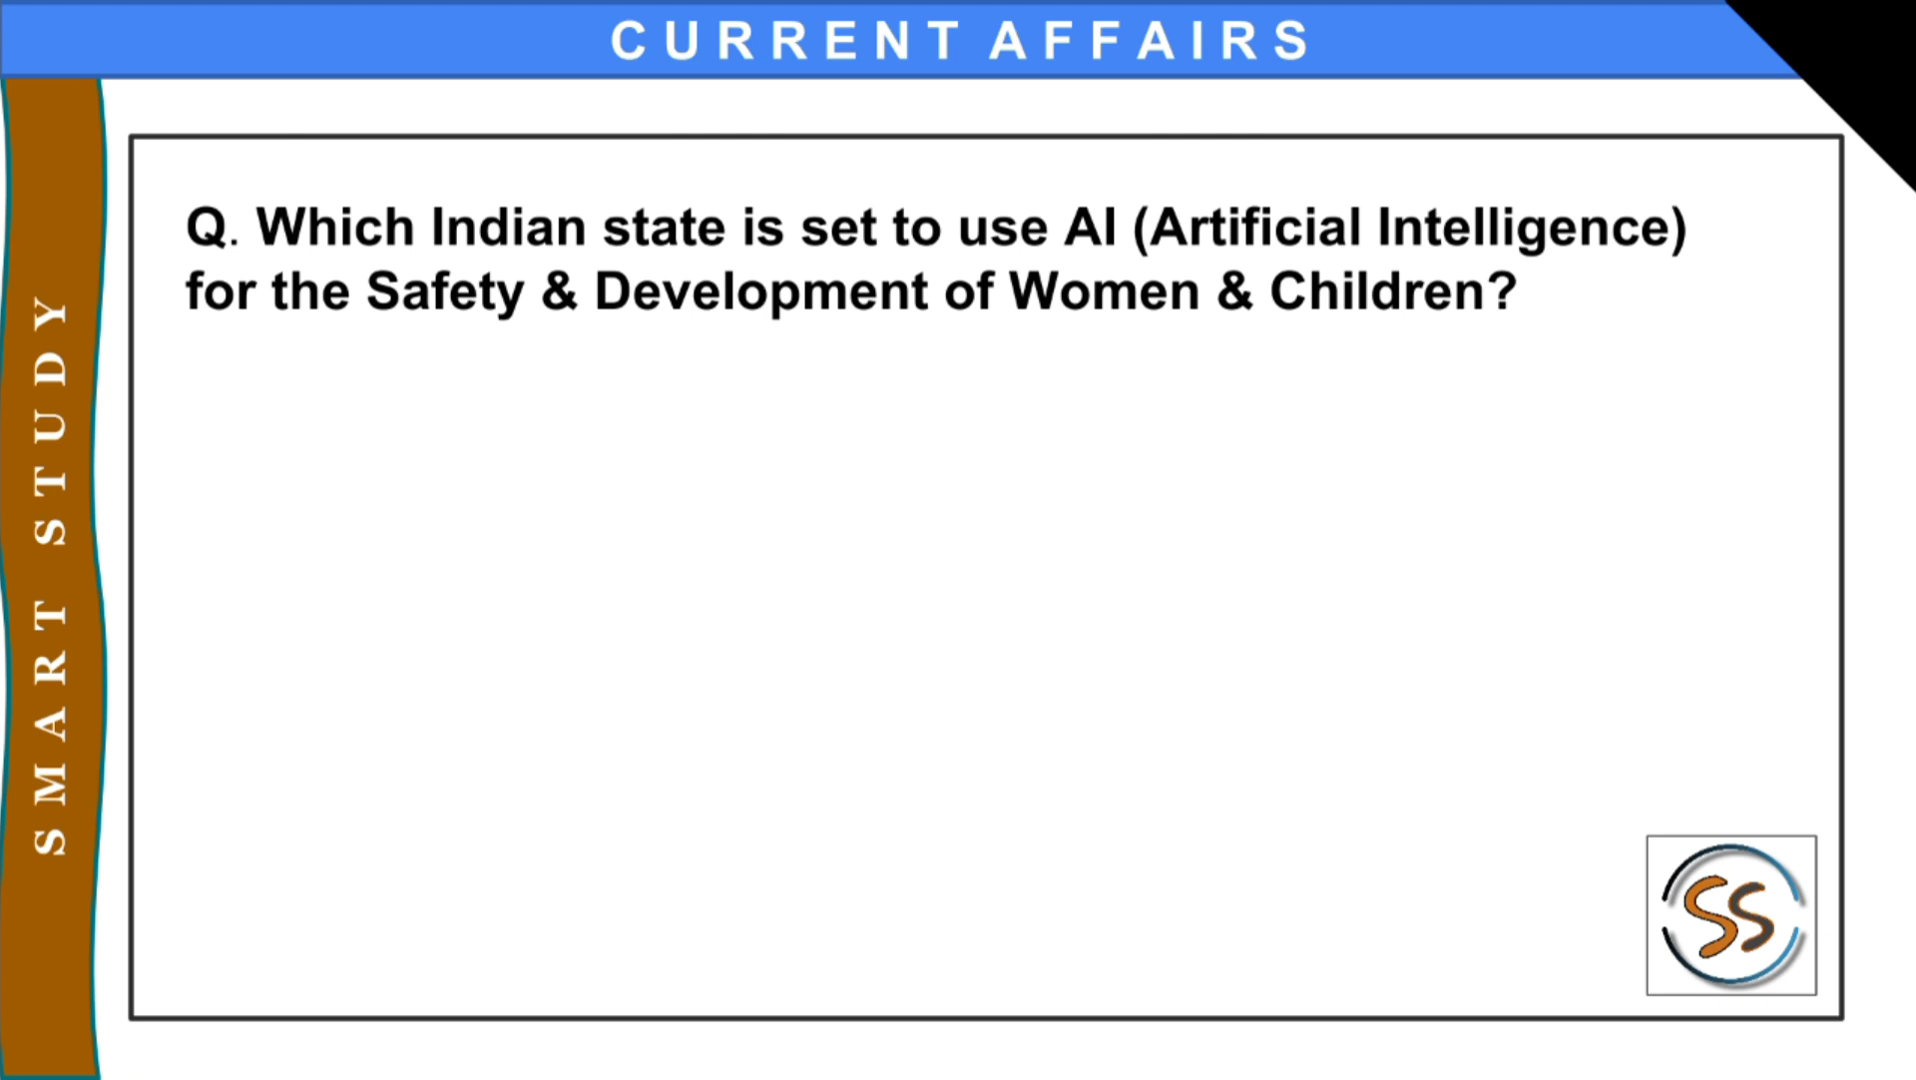 CURRENT AFFAIRS
SMART STUDY
Q. Which Indian state is set to use AI (Artificial Intelligence)
for the Safety & Development of Women & Children?
SS